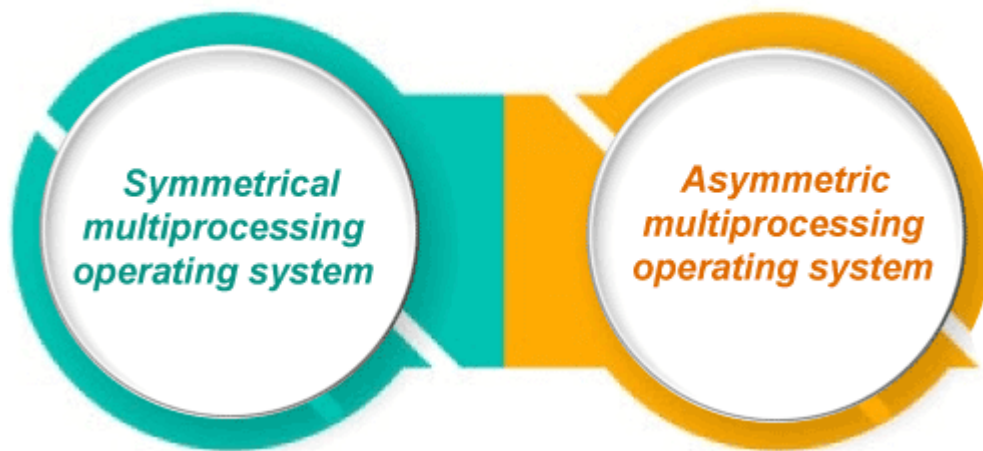 Symmetrical
multiprocessing
operating system
Asymmetric
multiprocessing
operating system